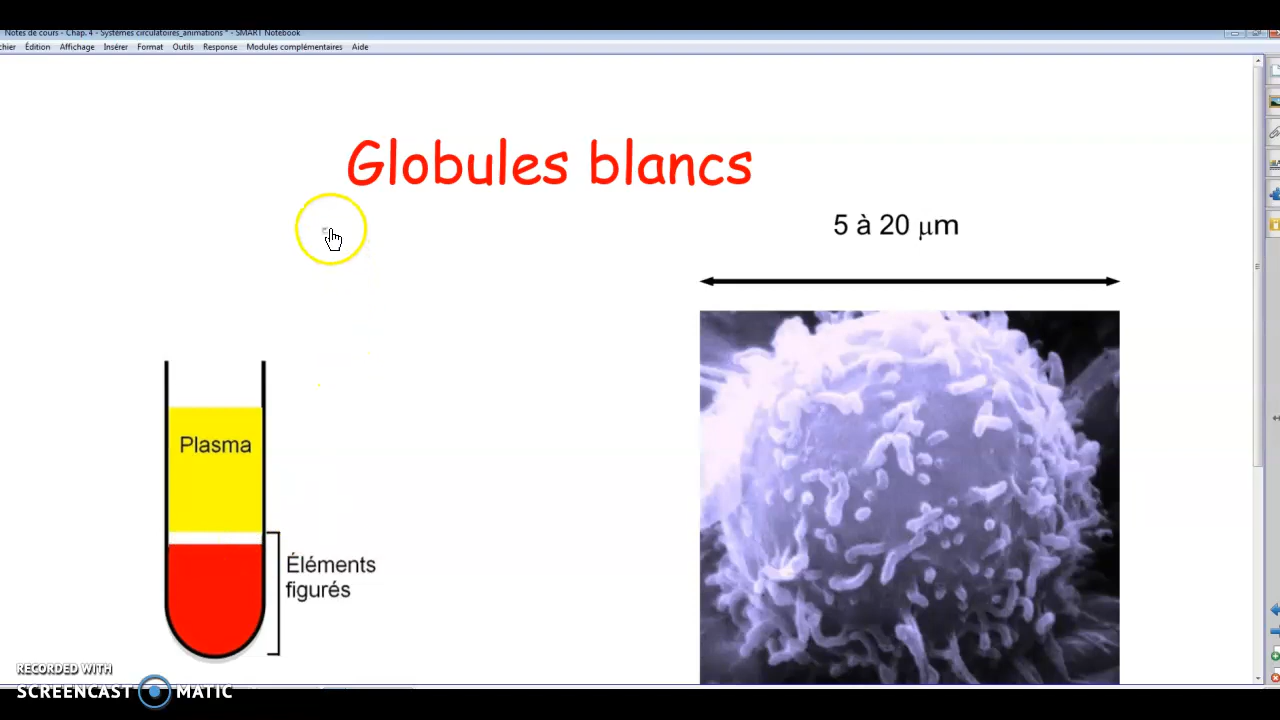 Notes de cours - Chap. 4 - Systèmes circulatoires_animations * - SMART Notebook
chier Édition Affichage Insérer Format Outils Réponse Modules complémentaires Aide
Globules blancs
5 à 20 μm
Plasma
Éléments
figurés
RECORDED WITH
SCREENCAST MATIC